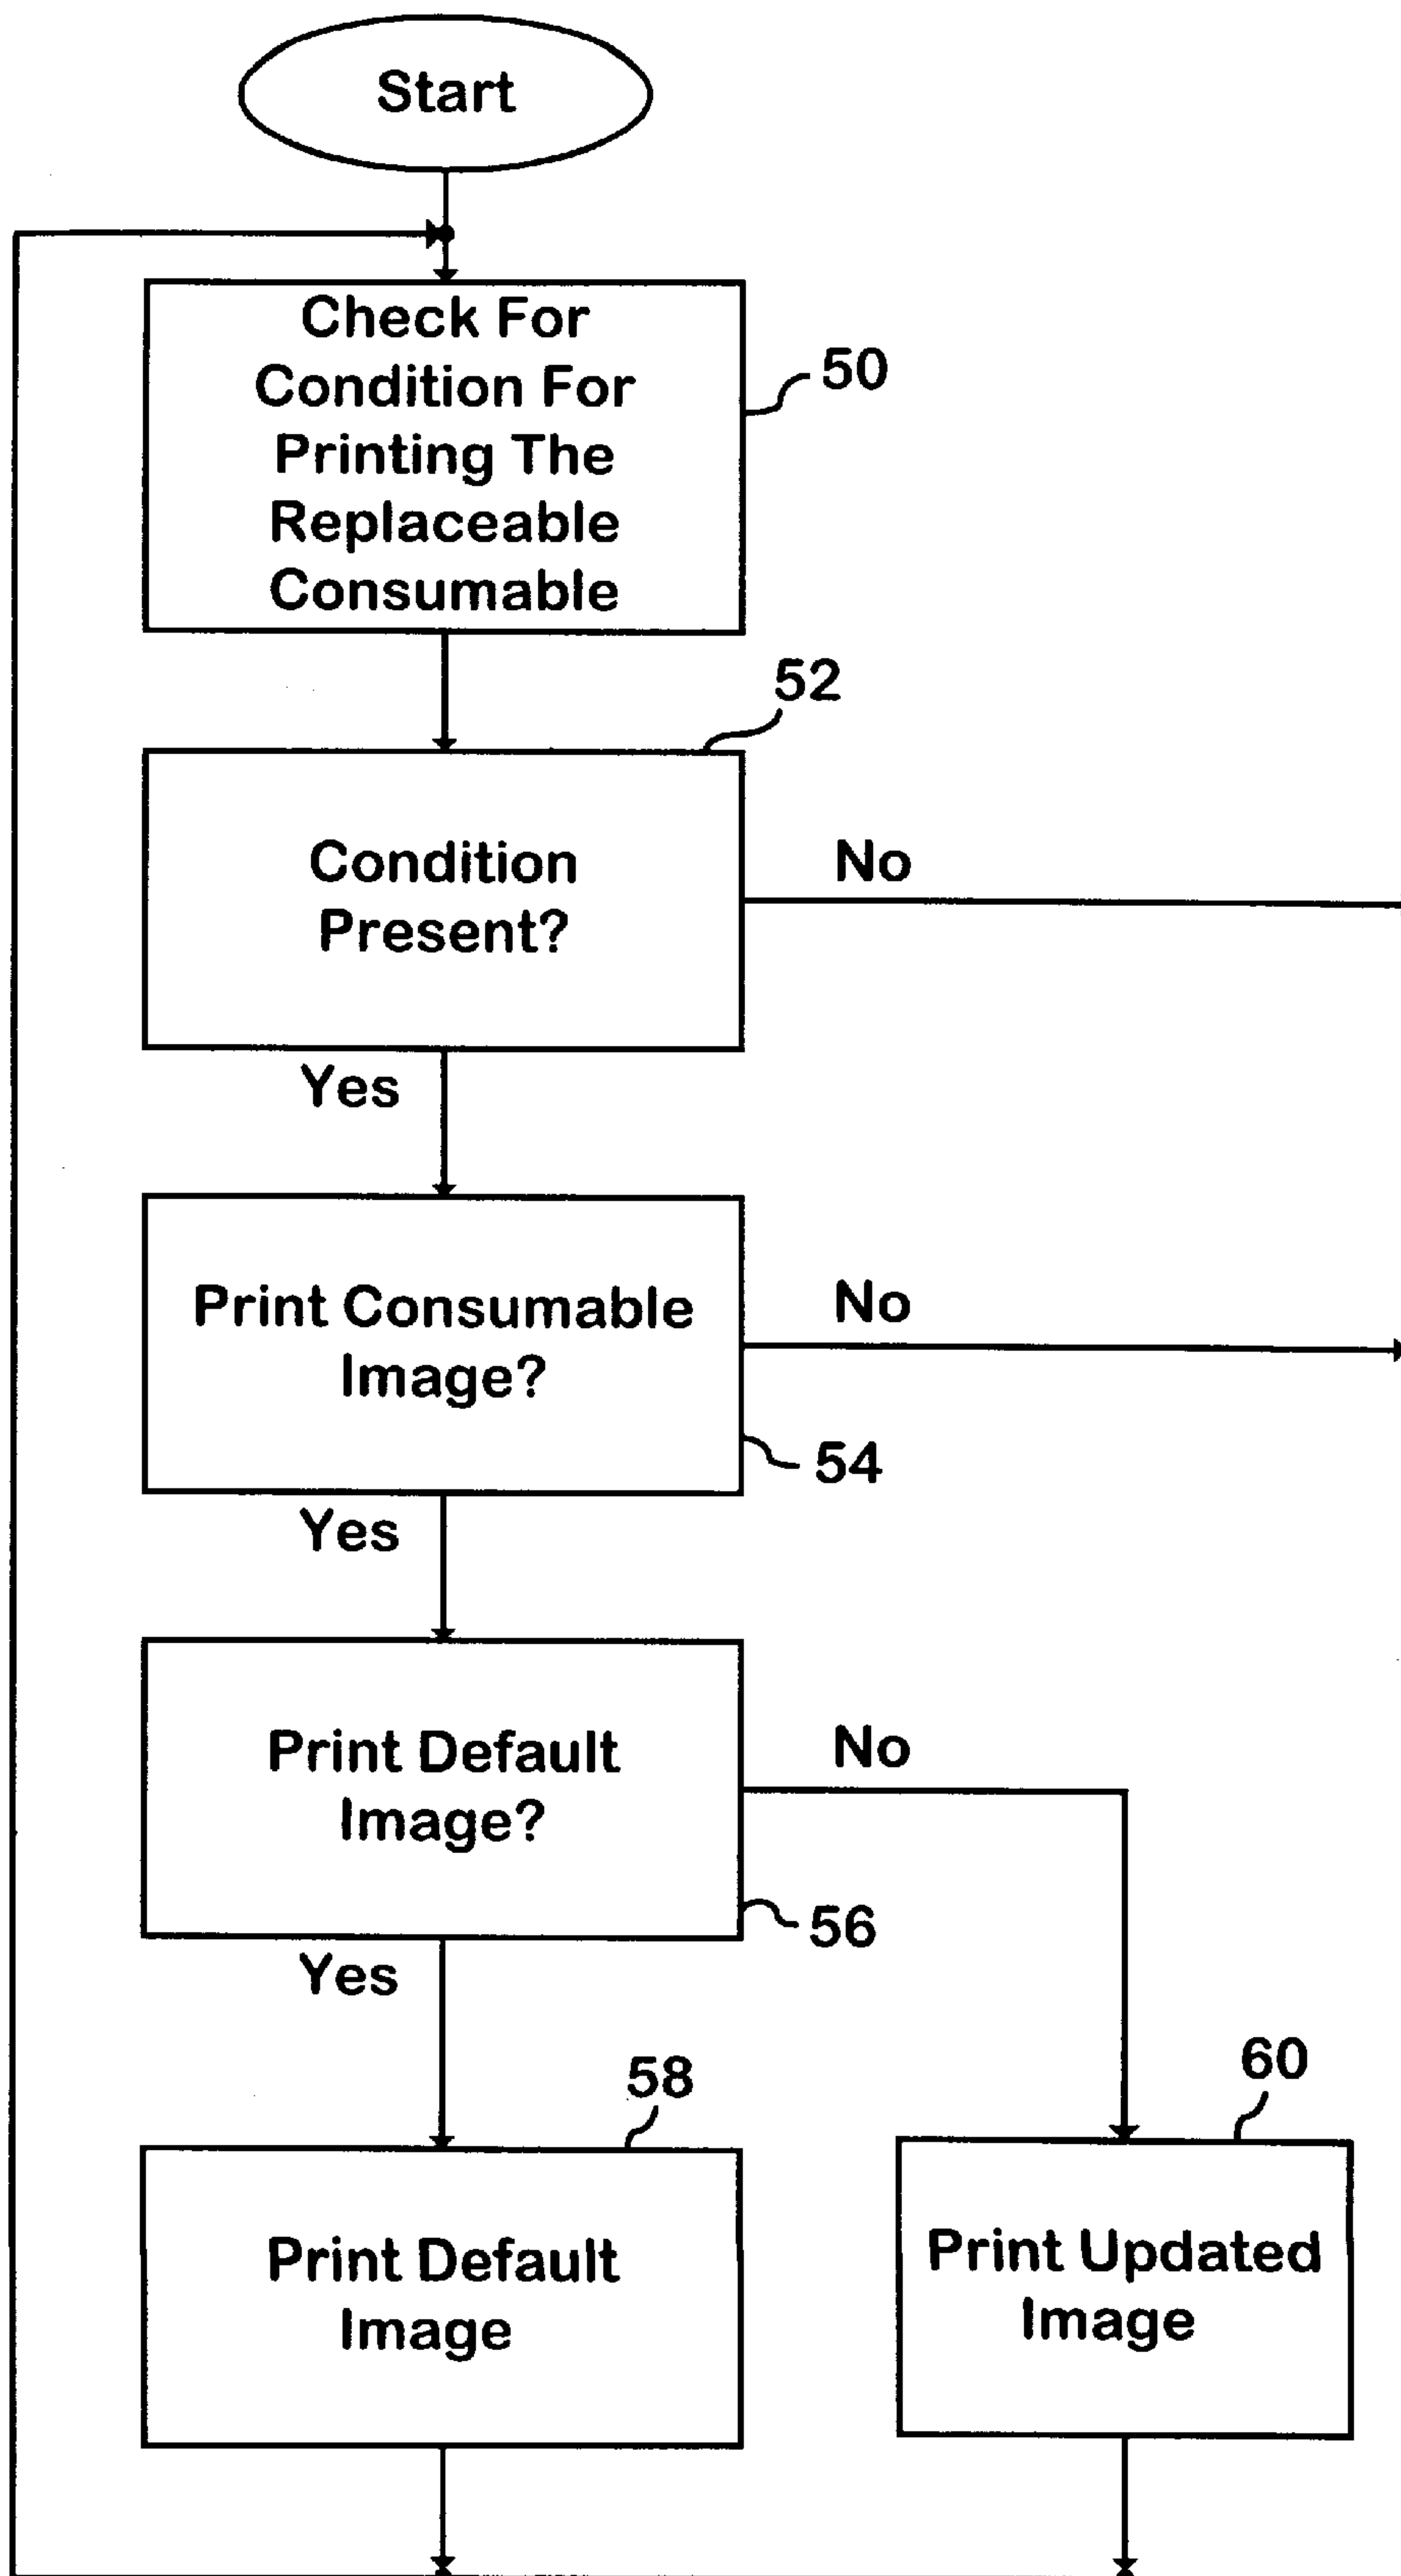 Start
Check For
Condition For
Printing The
Replaceable
Consumable
50
52
Condition
Present?
No
Yes
Print Consumable
Image?
No
54
Yes
Print Default
Image?
No
56
Yes
58
60
Print Default
Image
Print Updated
Image